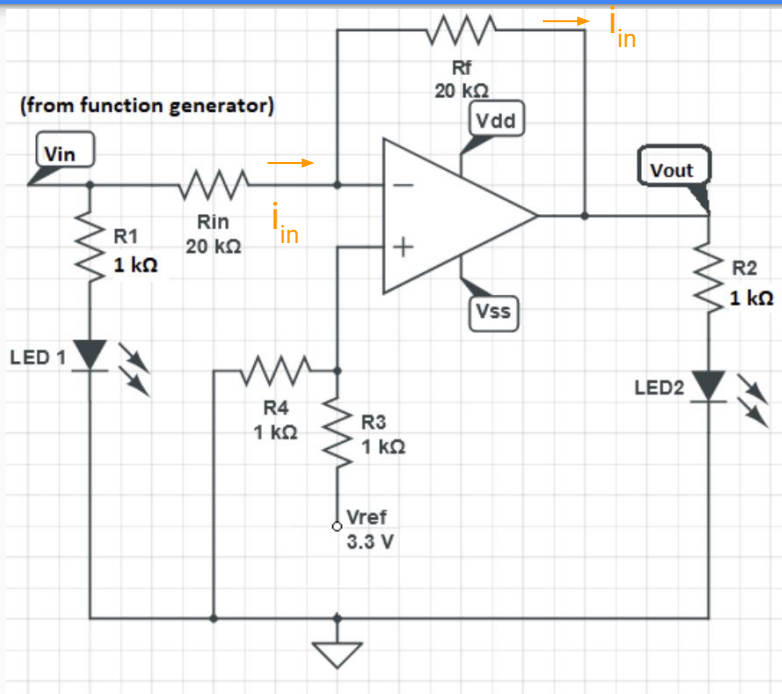 i in
Rf
20 kΩ
(from function generator)
Vdd
Vin
Vout
Rin
20 kΩ
i in
R1
1 kΩ
−
+
R2
1 kΩ
Vss
LED 1
LED2
R4
1 kΩ
R3
1 kΩ
Vref
3.3 V